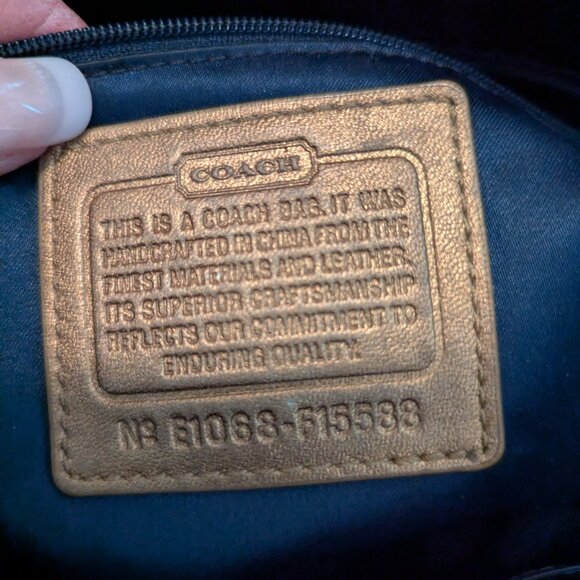 COACH
THIS IS A COACH BAG. IT WAS
HANDCRAFTED IN CHINA FROM THE
FINEST MATERIALS AND LEATHER.
ITS SUPERIOR CRAFTSMANSHIP
REFLECTS OUR COMMITMENT TO
ENDURING QUALITY.
Nº E1068-F15588